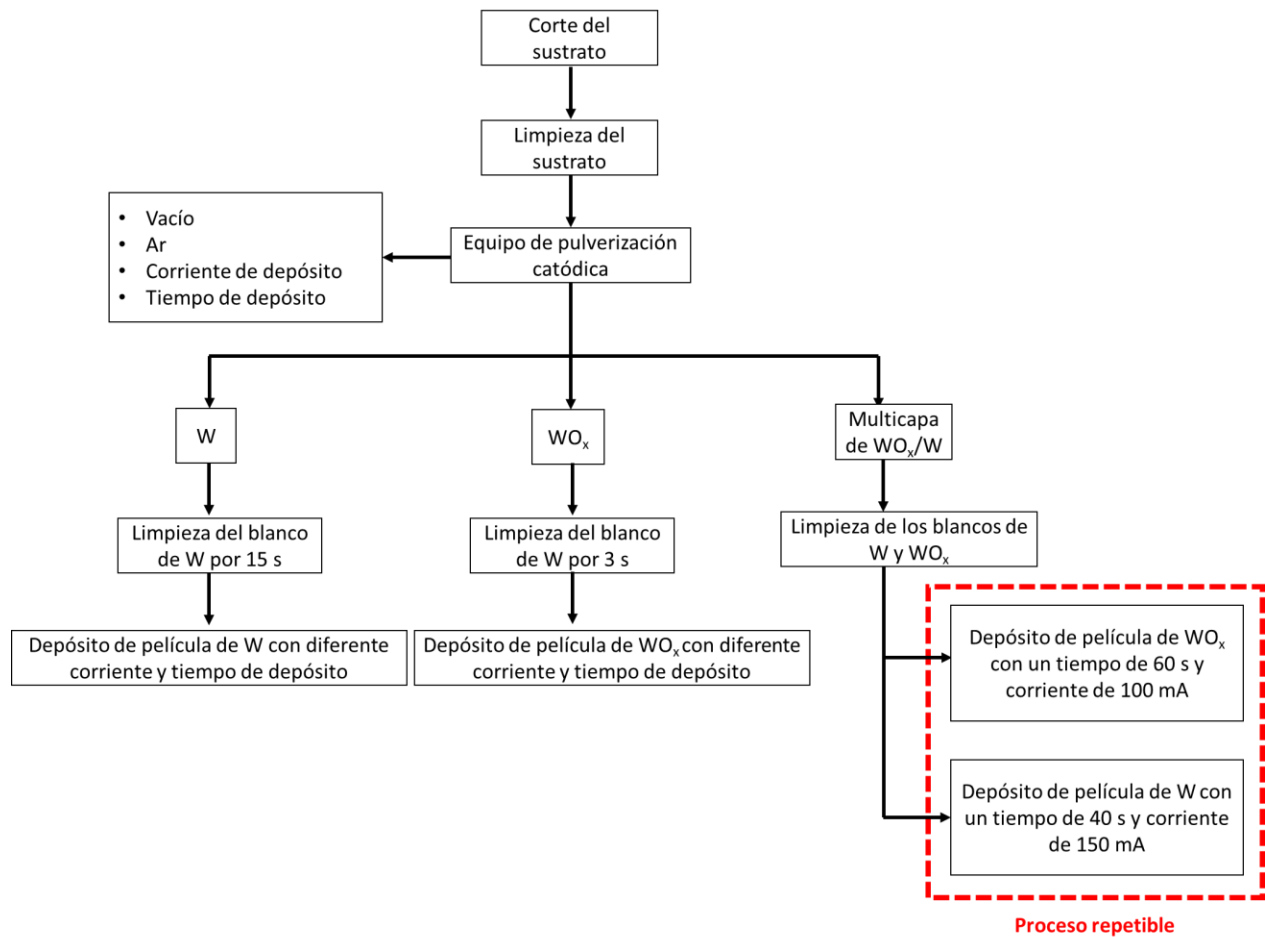 Corte del
sustrato
Limpieza del
sustrato
• Vacío
• Ar
• Corriente de depósito
• Tiempo de depósito
Equipo de pulverización
catódica
W
WOₓ
Multicapa
de WOₓ/W
Limpieza del blanco
de W por 15 s
Limpieza del blanco
de W por 3 s
Limpieza de los blancos de
W y WOₓ
Depósito de película de W con diferente
corriente y tiempo de depósito
Depósito de película de WOₓ con diferente
corriente y tiempo de depósito
Depósito de película de WOₓ
con un tiempo de 60 s y
corriente de 100 mA
Depósito de película de W con
un tiempo de 40 s y corriente
de 150 mA
Proceso repetible